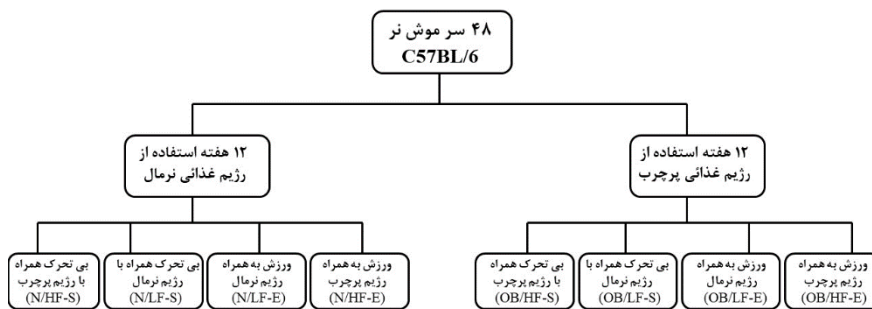 ۴۸ سر موش نر
C57BL/6
۱۲ هفته استفاده از
رژیم غذائی پرچرب
۱۲ هفته استفاده از
رژیم غذائی نرمال
ورزش به همراه
رژیم پرچرب
(OB/HF-E)
ورزش به همراه
رژیم نرمال
(OB/LF-E)
بی تحرک همراه با
رژیم نرمال
(OB/LF-S)
بی تحرک همراه
با رژیم پرچرب
(OB/HF-S)
ورزش به همراه
رژیم پرچرب
(N/HF-E)
ورزش به همراه
رژیم نرمال
(N/LF-E)
بی تحرک همراه با
رژیم نرمال
(N/LF-S)
بی تحرک همراه
با رژیم پرچرب
(N/HF-S)